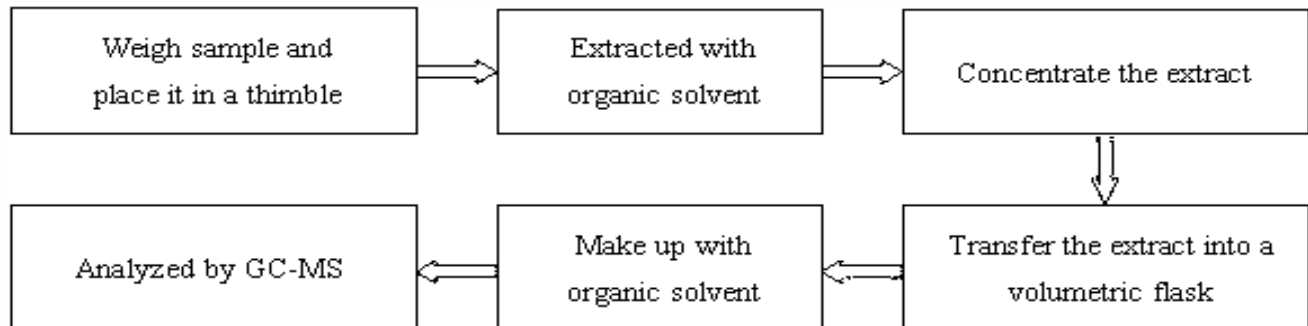 Weigh sample and
place it in a thimble
Extracted with
organic solvent
Concentrate the extract
Transfer the extract into a
volumetric flask
Make up with
organic solvent
Analyzed by GC-MS